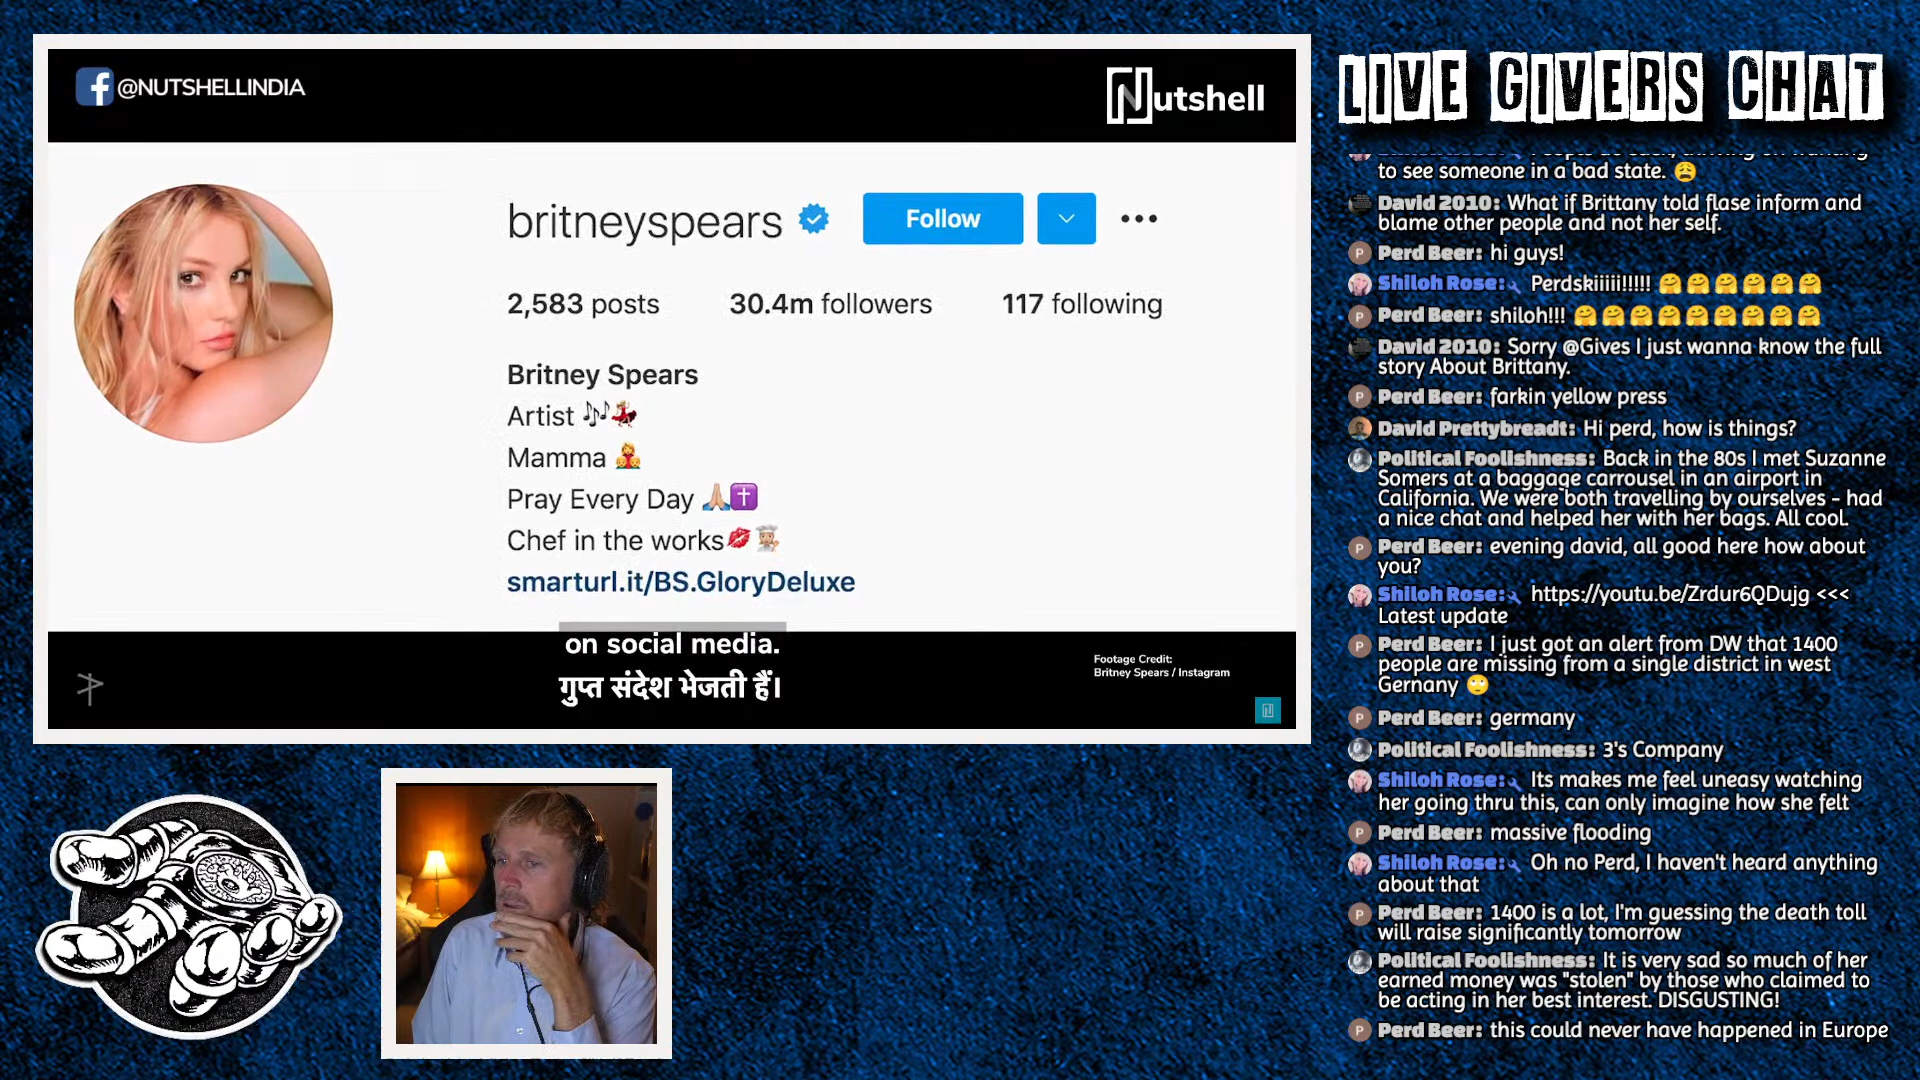 @NUTSHELLINDIA
Nutshell
britneyspears
Follow
2,583 posts 30.4m followers 117 following
Britney Spears
Artist 🎶💃
Mamma 👩‍👧‍👦
Pray Every Day 🙏🏼✝️
Chef in the works💋👩🏼‍🍳
smarturl.it/BS.GloryDeluxe
on social media.
गुप्त संदेश भेजती हैं।
Footage Credit:
Britney Spears / Instagram
LIVE GIVERS CHAT
to see someone in a bad state. 😩
David 2010: What if Brittany told flase inform and
blame other people and not her self.
Perd Beer: hi guys!
Shiloh Rose: Perdskiiiii!!!!! 🤗🤗🤗🤗🤗🤗
Perd Beer: shiloh!!! 🤗🤗🤗🤗🤗🤗🤗🤗🤗
David 2010: Sorry @Gives I just wanna know the full
story About Brittany.
Perd Beer: farkin yellow press
David Prettybreadt: Hi perd, how is things?
Political Foolishness: Back in the 80s I met Suzanne
Somers at a baggage carrousel in an airport in
California. We were both travelling by ourselves - had
a nice chat and helped her with her bags. All cool.
Perd Beer: evening david, all good here how about
you?
Shiloh Rose: https://youtu.be/Zrdur6QDujg <<<
Latest update
Perd Beer: I just got an alert from DW that 1400
people are missing from a single district in west
Gernany 🙄
Perd Beer: germany
Political Foolishness: 3's Company
Shiloh Rose: Its makes me feel uneasy watching
her going thru this, can only imagine how she felt
Perd Beer: massive flooding
Shiloh Rose: Oh no Perd, I haven't heard anything
about that
Perd Beer: 1400 is a lot, I'm guessing the death toll
will raise significantly tomorrow
Political Foolishness: It is very sad so much of her
earned money was "stolen" by those who claimed to
be acting in her best interest. DISGUSTING!
Perd Beer: this could never have happened in Europe